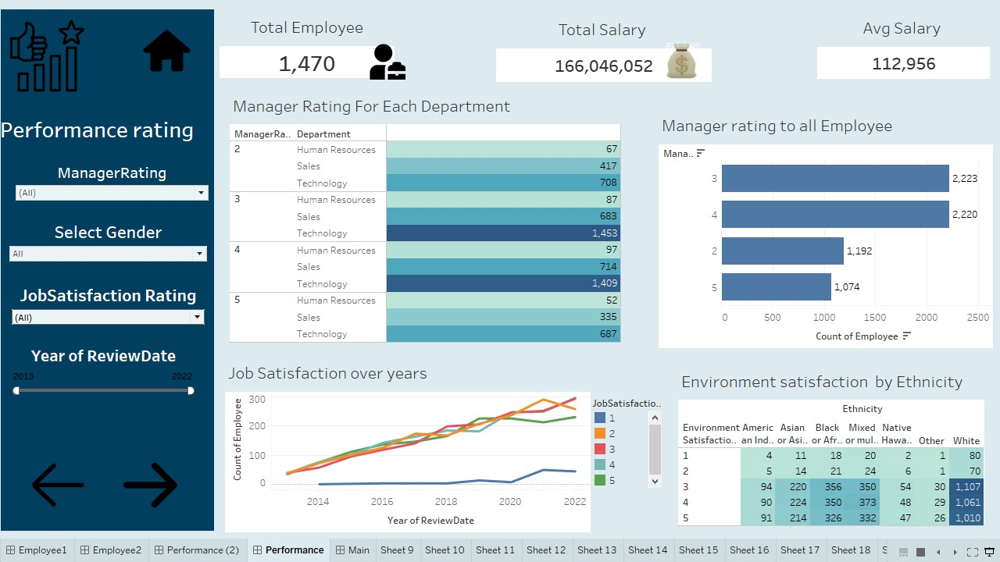 Total Employee
1,470
Total Salary
166,046,052
$
Avg Salary
112,956
Performance rating
ManagerRating
(All)
Select Gender
All
JobSatisfaction Rating
(All)
Year of ReviewDate
2013 2022
Manager Rating For Each Department
ManagerRa.. Department
2 Human Resources 67
Sales 417
Technology 708
3 Human Resources 87
Sales 683
Technology 1,453
4 Human Resources 97
Sales 714
Technology 1,409
5 Human Resources 52
Sales 335
Technology 687
Manager rating to all Employee
Mana..
3 2,223
4 2,220
2 1,192
5 1,074
0 500 1000 1500 2000 2500
Count of Employee
Job Satisfaction over years
Count of Employee
300
200
100
0
2014 2016 2018 2020 2022
Year of ReviewDate
JobSatisfactio..
1
2
3
4
5
Environment satisfaction by Ethnicity
Ethnicity
Environment Americ Asian Black Mixed Native
Satisfactio.. an Ind.. or Asi.. or Afr.. or mul.. Hawa.. Other White
1 4 11 18 20 2 1 80
2 5 14 21 24 6 1 70
3 94 220 356 350 54 30 1,107
4 90 224 350 373 48 29 1,061
5 91 214 326 332 47 26 1,010
Employee1 Employee2 Performance (2) Performance Main Sheet 9 Sheet 10 Sheet 11 Sheet 12 Sheet 13 Sheet 14 Sheet 15 Sheet 16 Sheet 17 Sheet 18 S